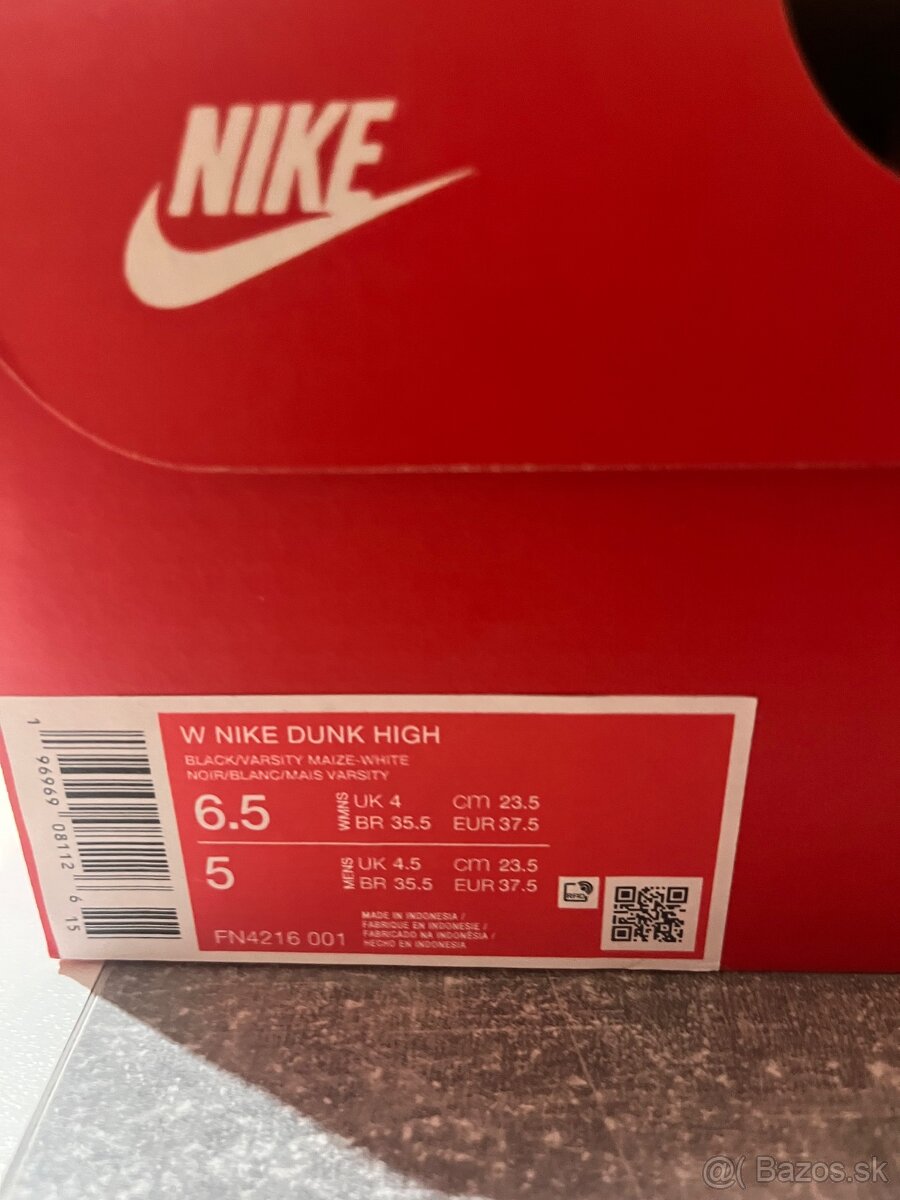 NIKE
W NIKE DUNK HIGH
BLACK/VARSITY MAIZE-WHITE
NOIR/BLANC/MAIS VARSITY
6.5 WMNS UK 4 cm 23.5
BR 35.5 EUR 37.5
5 MENS UK 4.5 cm 23.5
BR 35.5 EUR 37.5
FN4216 001
MADE IN INDONESIA /
FABRIQUE EN INDONESIE /
FABRICADO NA INDONÉSIA /
HECHO EN INDONESIA
RFID
1 96969 08112 6 15
@( Bazos.sk